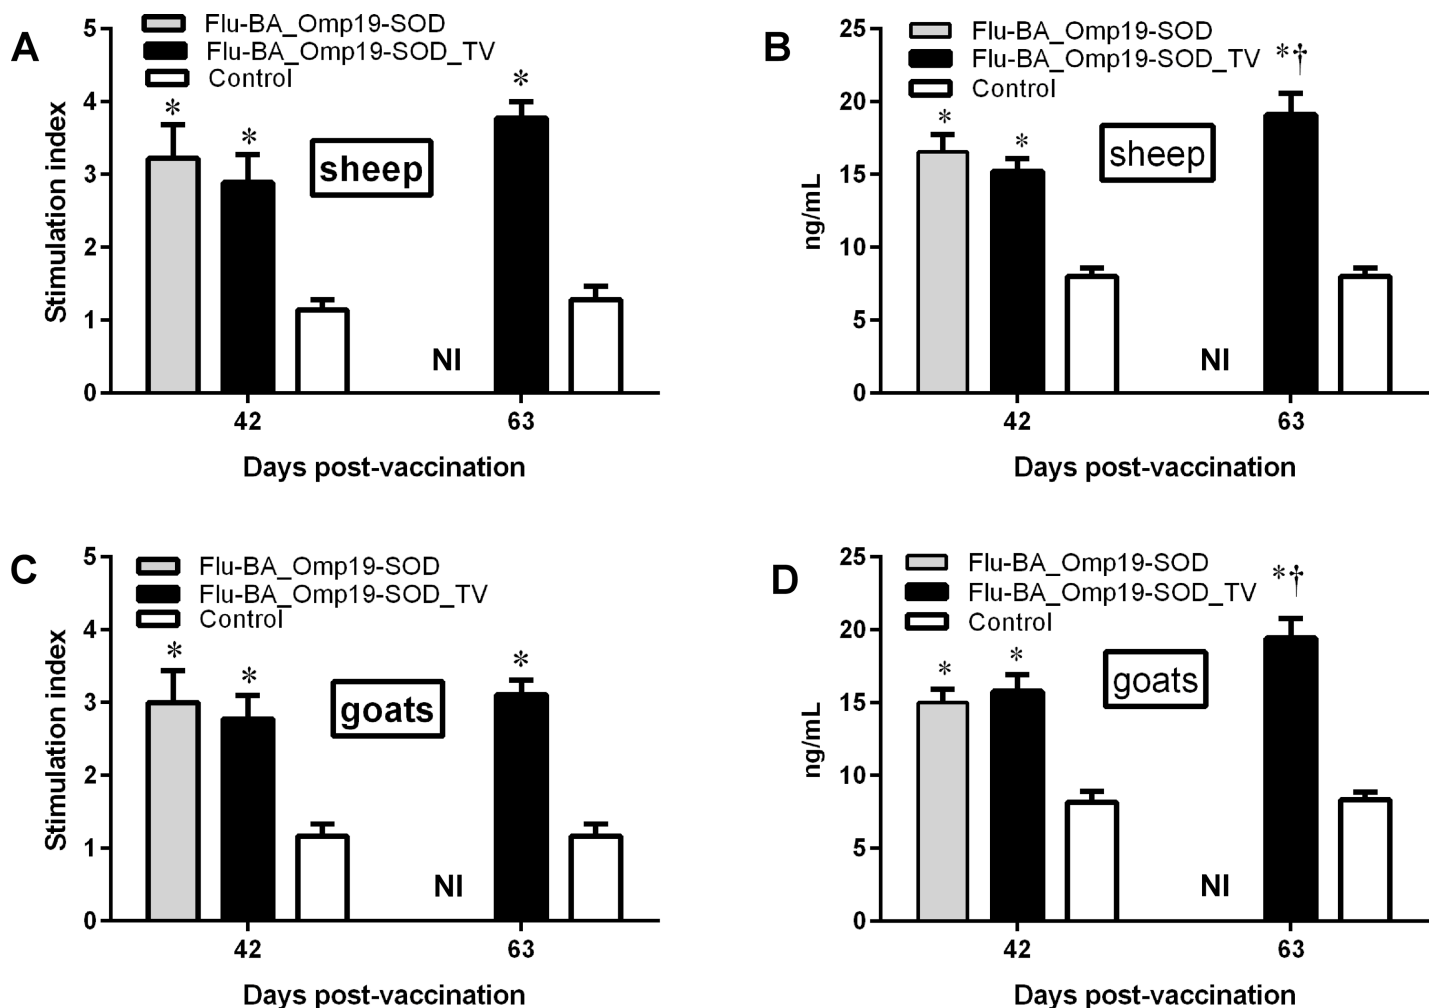 A
Flu-BA_Omp19-SOD
Flu-BA_Omp19-SOD_TV
Control
Stimulation index
5
4
3
2
1
0
*
*
*
sheep
NI
42
63
Days post-vaccination
B
Flu-BA_Omp19-SOD
Flu-BA_Omp19-SOD_TV
Control
ng/mL
25
20
15
10
5
0
*
*
*†
sheep
NI
42
63
Days post-vaccination
C
Flu-BA_Omp19-SOD
Flu-BA_Omp19-SOD_TV
Control
Stimulation index
5
4
3
2
1
0
*
*
*
goats
NI
42
63
Days post-vaccination
D
Flu-BA_Omp19-SOD
Flu-BA_Omp19-SOD_TV
Control
ng/mL
25
20
15
10
5
0
*
*
*†
goats
NI
42
63
Days post-vaccination